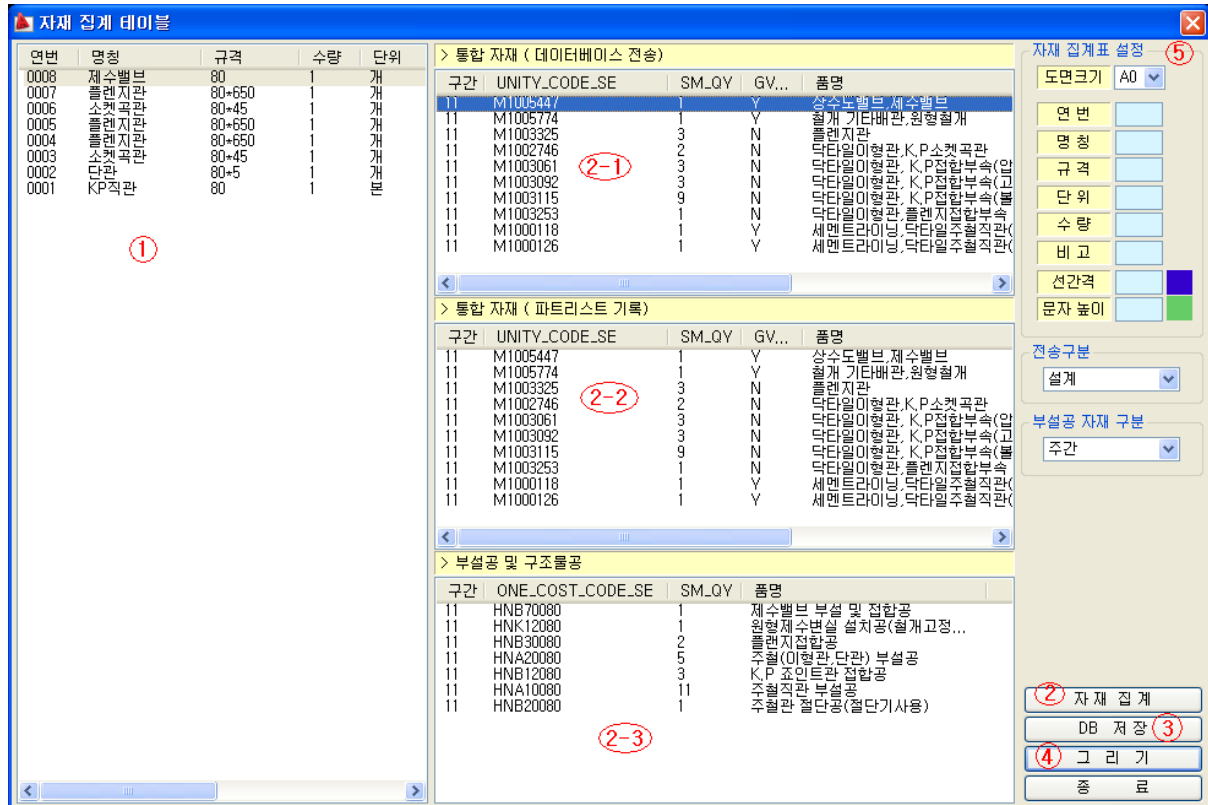 자재 집계 테이블
연번 명칭 규격 수량 단위
0008 제수밸브 80 1 개
0007 플렌지관 80*650 1 개
0006 소켓곡관 80*45 1 개
0005 플렌지관 80*650 1 개
0004 플렌지관 80*650 1 개
0003 소켓곡관 80*45 1 개
0002 단관 80*5 1 개
0001 KP직관 80 1 본
①
> 통합 자재 ( 데이터베이스 전송)
구간 UNITY_CODE_SE SM_QY GV... 품명
11 M1005447 1 Y 상수도밸브,제수밸브
11 M1005774 1 Y 철개 기타배관,원형철개
11 M1003325 3 N 플렌지관
11 M1002746 2 N 닥타일이형관,K,P소켓곡관
11 M1003061 3 N 닥타일이형관, K,P접합부속(압
11 M1003092 3 N 닥타일이형관, K,P접합부속(고
11 M1003115 9 N 닥타일이형관, K,P접합부속(볼
11 M1003253 1 N 닥타일이형관,플렌지접합부속
11 M1000118 1 Y 세멘트라이닝,닥타일주철직관(
11 M1000126 1 Y 세멘트라이닝,닥타일주철직관(
2-1
> 통합 자재 ( 파트리스트 기록)
구간 UNITY_CODE_SE SM_QY GV... 품명
11 M1005447 1 Y 상수도밸브,제수밸브
11 M1005774 1 Y 철개 기타배관,원형철개
11 M1003325 3 N 플렌지관
11 M1002746 2 N 닥타일이형관,K,P소켓곡관
11 M1003061 3 N 닥타일이형관, K,P접합부속(압
11 M1003092 3 N 닥타일이형관, K,P접합부속(고
11 M1003115 9 N 닥타일이형관, K,P접합부속(볼
11 M1003253 1 N 닥타일이형관,플렌지접합부속
11 M1000118 1 Y 세멘트라이닝,닥타일주철직관(
11 M1000126 1 Y 세멘트라이닝,닥타일주철직관(
2-2
> 부설공 및 구조물공
구간 ONE_COST_CODE_SE SM_QY 품명
11 HNB70080 1 제수밸브 부설 및 접합공
11 HNK12080 1 원형제수변실 설치공(철개고정...
11 HNB30080 2 플랜지접합공
11 HNA20080 5 주철(이형관,단관) 부설공
11 HNB12080 3 K,P 죠인트관 접합공
11 HNA10080 11 주철직관 부설공
11 HNB20080 1 주철관 절단공(절단기사용)
2-3
자재 집계표 설정 ⑤
도면크기 A0
연 번
명 칭
규 격
단 위
수 량
비 고
선간격
문자 높이
전송구분
설계
부설공 자재 구분
주간
② 자 재 집 계
DB 저 장 ③
④ 그 리 기
종 료